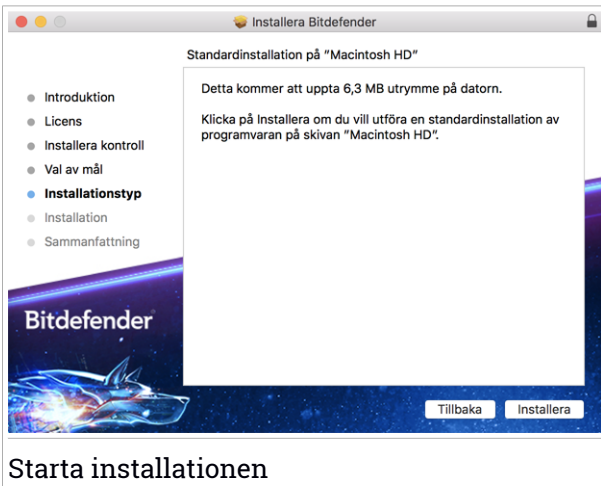 Installera Bitdefender
Standardinstallation på ”Macintosh HD”
Introduktion
Licens
Installera kontroll
Val av mål
Installationstyp
Installation
Sammanfattning
Detta kommer att uppta 6,3 MB utrymme på datorn.
Klicka på Installera om du vill utföra en standardinstallation av
programvaran på skivan ”Macintosh HD”.
Bitdefender
Tillbaka
Installera
Starta installationen